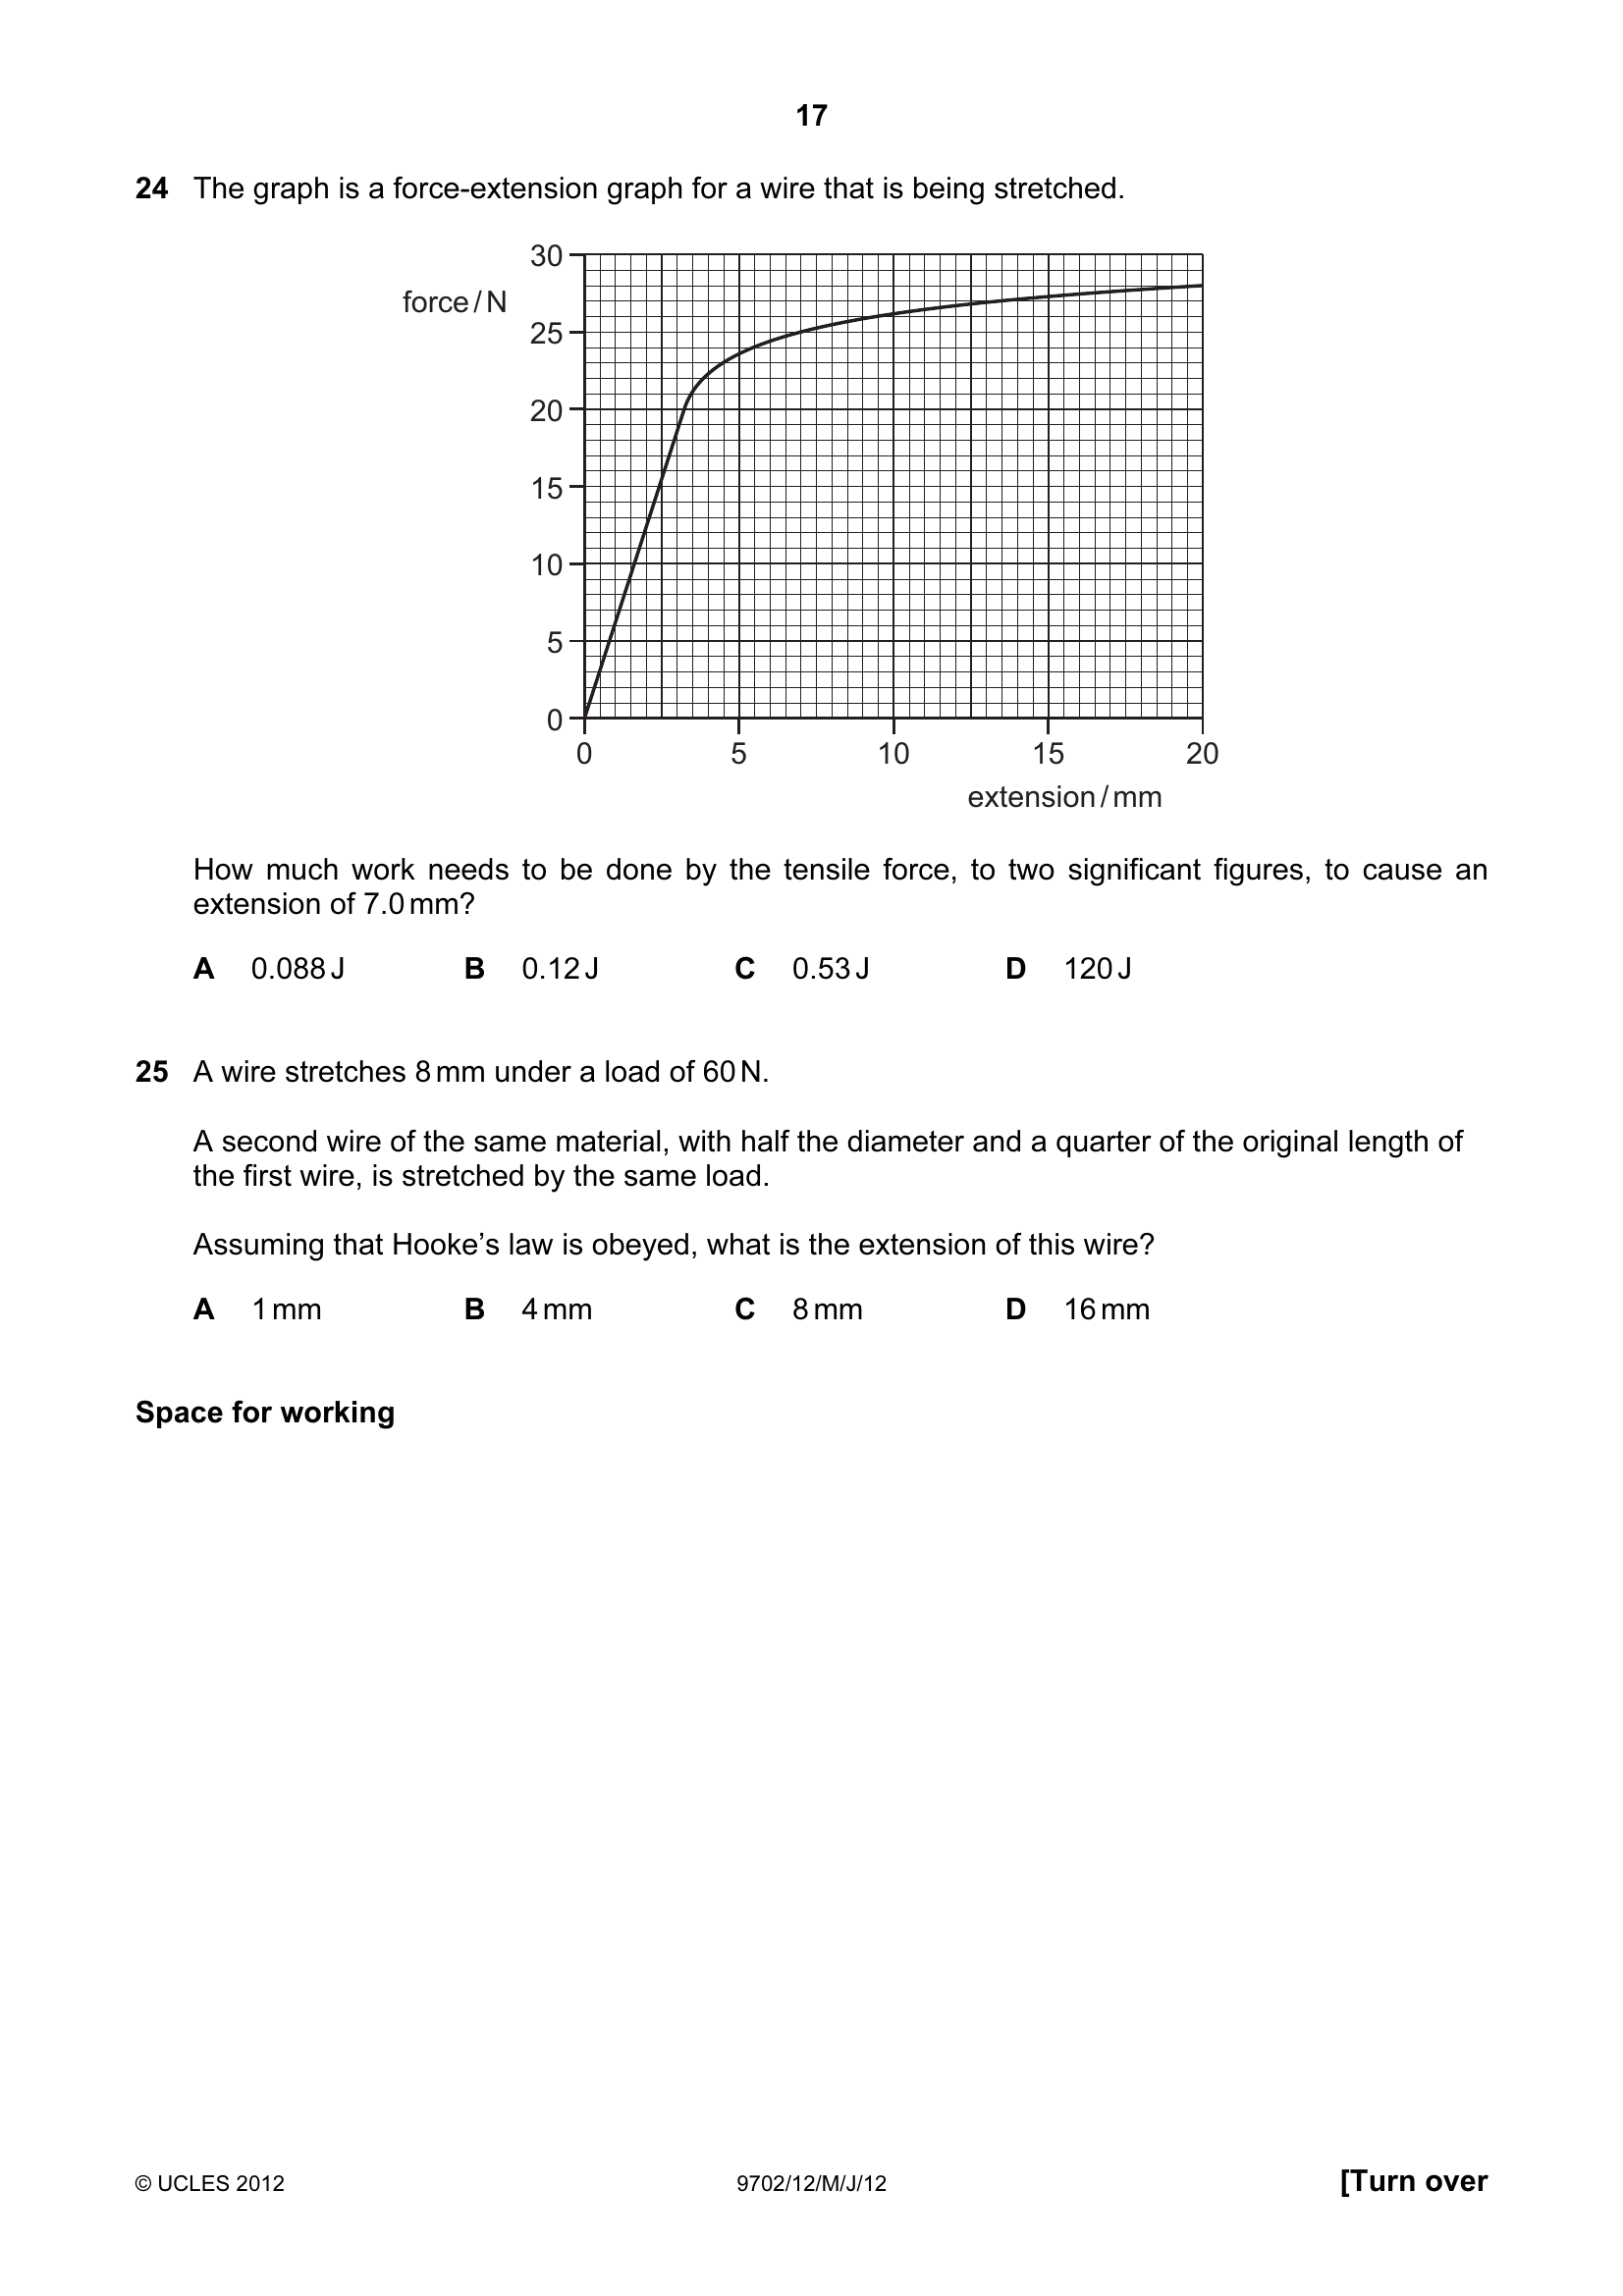 17
24 The graph is a force-extension graph for a wire that is being stretched.
30
force / N
25
20
15
10
5
0
0 5 10 15 20
extension / mm
How much work needs to be done by the tensile force, to two significant figures, to cause an
extension of 7.0 mm?
A 0.088 J B 0.12 J C 0.53 J D 120 J
25 A wire stretches 8 mm under a load of 60 N.
A second wire of the same material, with half the diameter and a quarter of the original length of
the first wire, is stretched by the same load.
Assuming that Hooke’s law is obeyed, what is the extension of this wire?
A 1 mm B 4 mm C 8 mm D 16 mm
Space for working
© UCLES 2012 9702/12/M/J/12 [Turn over